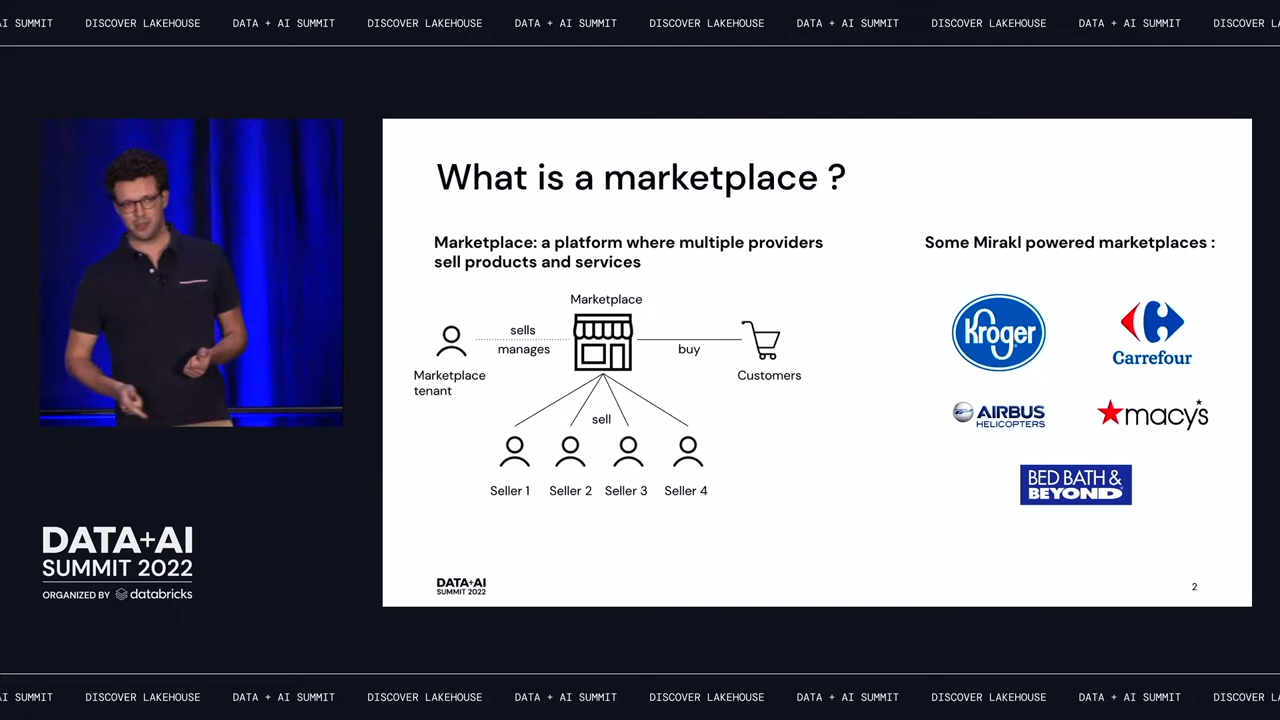 AI SUMMIT DISCOVER LAKEHOUSE DATA + AI SUMMIT DISCOVER LAKEHOUSE DATA + AI SUMMIT DISCOVER LAKEHOUSE DATA + AI SUMMIT DISCOVER LAKEHOUSE DATA + AI SUMMIT DISCOVER L
What is a marketplace ?
Marketplace: a platform where multiple providers
sell products and services
Marketplace
sells
manages
buy
Marketplace
tenant
Customers
sell
Seller 1 Seller 2 Seller 3 Seller 4
Some Mirakl powered marketplaces :
Kroger
Carrefour
AIRBUS
HELICOPTERS
macy's
BED BATH &
BEYOND
DATA+AI
SUMMIT 2022
2
DATA+AI
SUMMIT 2022
ORGANIZED BY databricks
AI SUMMIT DISCOVER LAKEHOUSE DATA + AI SUMMIT DISCOVER LAKEHOUSE DATA + AI SUMMIT DISCOVER LAKEHOUSE DATA + AI SUMMIT DISCOVER LAKEHOUSE DATA + AI SUMMIT DISCOVER L